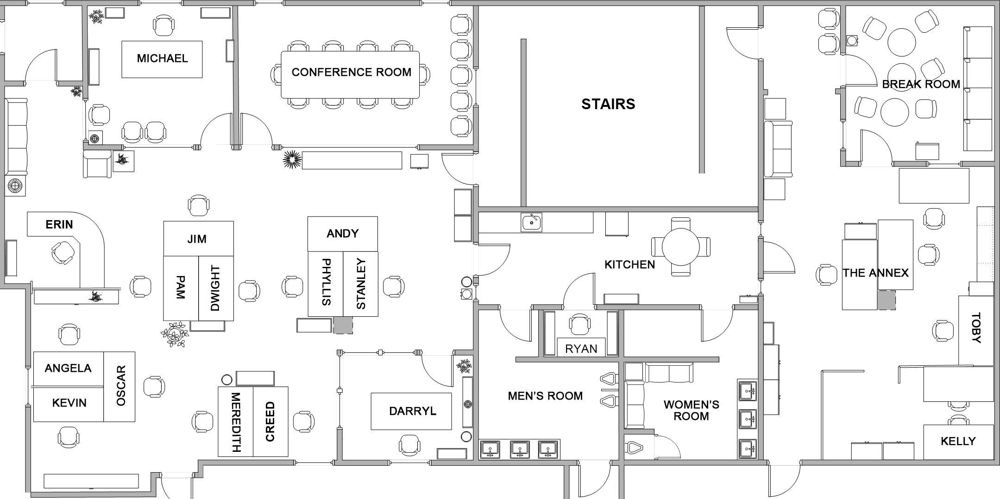 MICHAEL
CONFERENCE ROOM
STAIRS
BREAK ROOM
ERIN
JIM
PAM
DWIGHT
ANDY
PHYLLIS
STANLEY
KITCHEN
THE ANNEX
TOBY
RYAN
ANGELA
KEVIN
OSCAR
MEREDITH
CREED
DARRYL
MEN’S ROOM
WOMEN’S
ROOM
KELLY